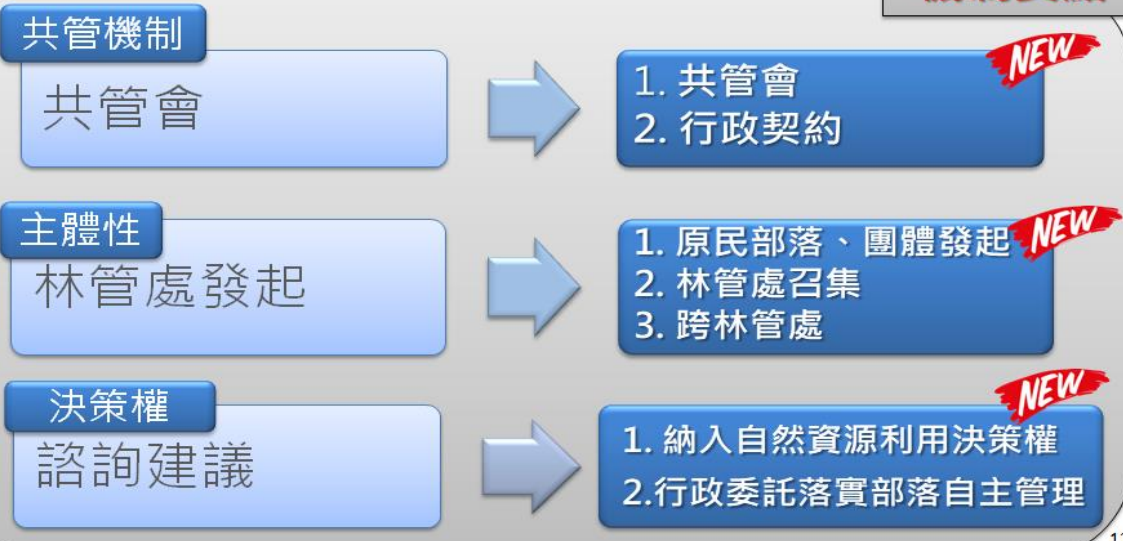 共管機制
共管會
NEW
1. 共管會
2. 行政契約
主體性
林管處發起
NEW
1. 原民部落、團體發起
2. 林管處召集
3. 跨林管處
決策權
諮詢建議
NEW
1. 納入自然資源利用決策權
2.行政委託落實部落自主管理